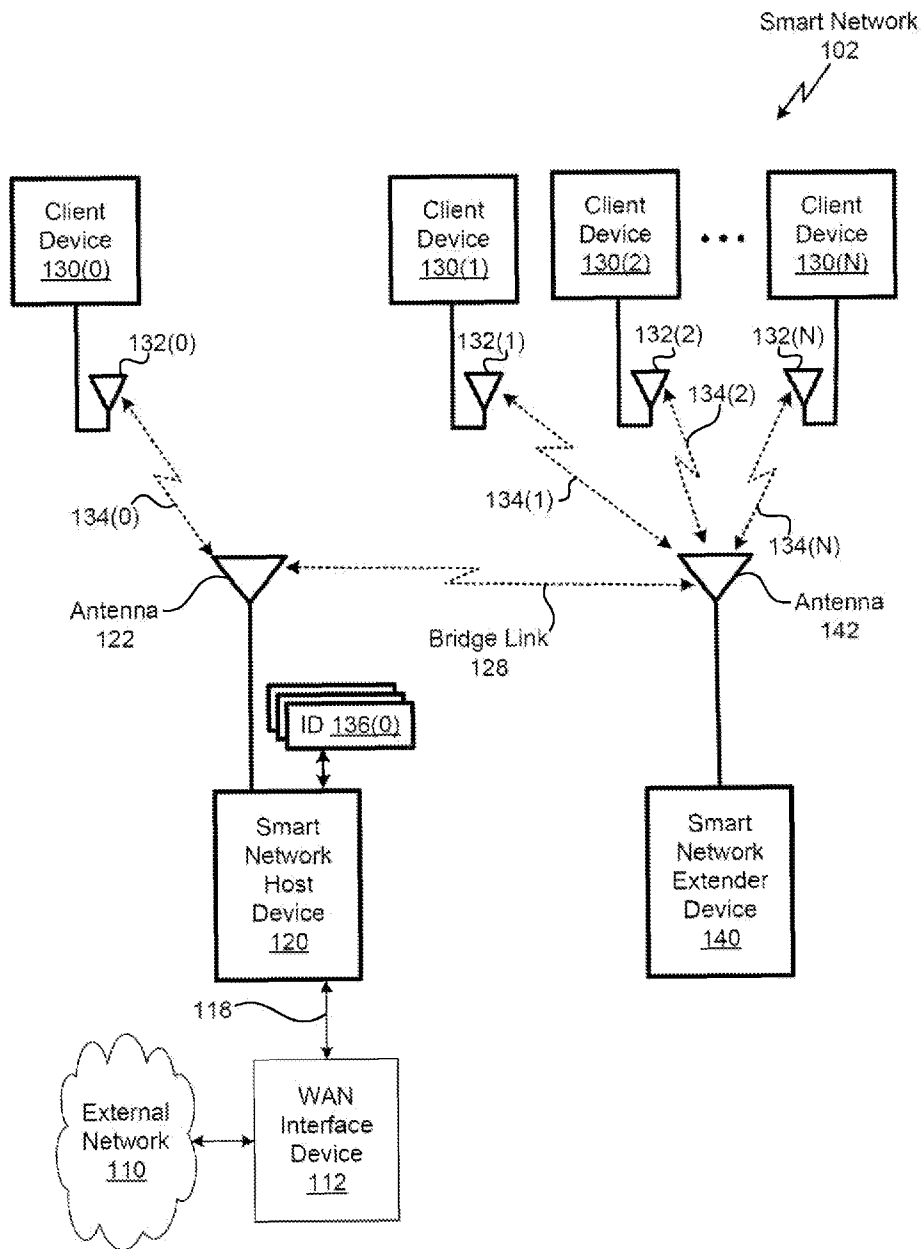 Smart Network
102
Client
Device
130(0)
Client
Device
130(1)
Client
Device
130(2)
Client
Device
130(N)
132(0)
132(1)
132(2)
132(N)
134(2)
134(0)
134(1)
134(N)
Antenna
122
Bridge Link
128
Antenna
142
ID 136(0)
Smart
Network
Host
Device
120
Smart
Network
Extender
Device
140
118
External
Network
110
WAN
Interface
Device
112